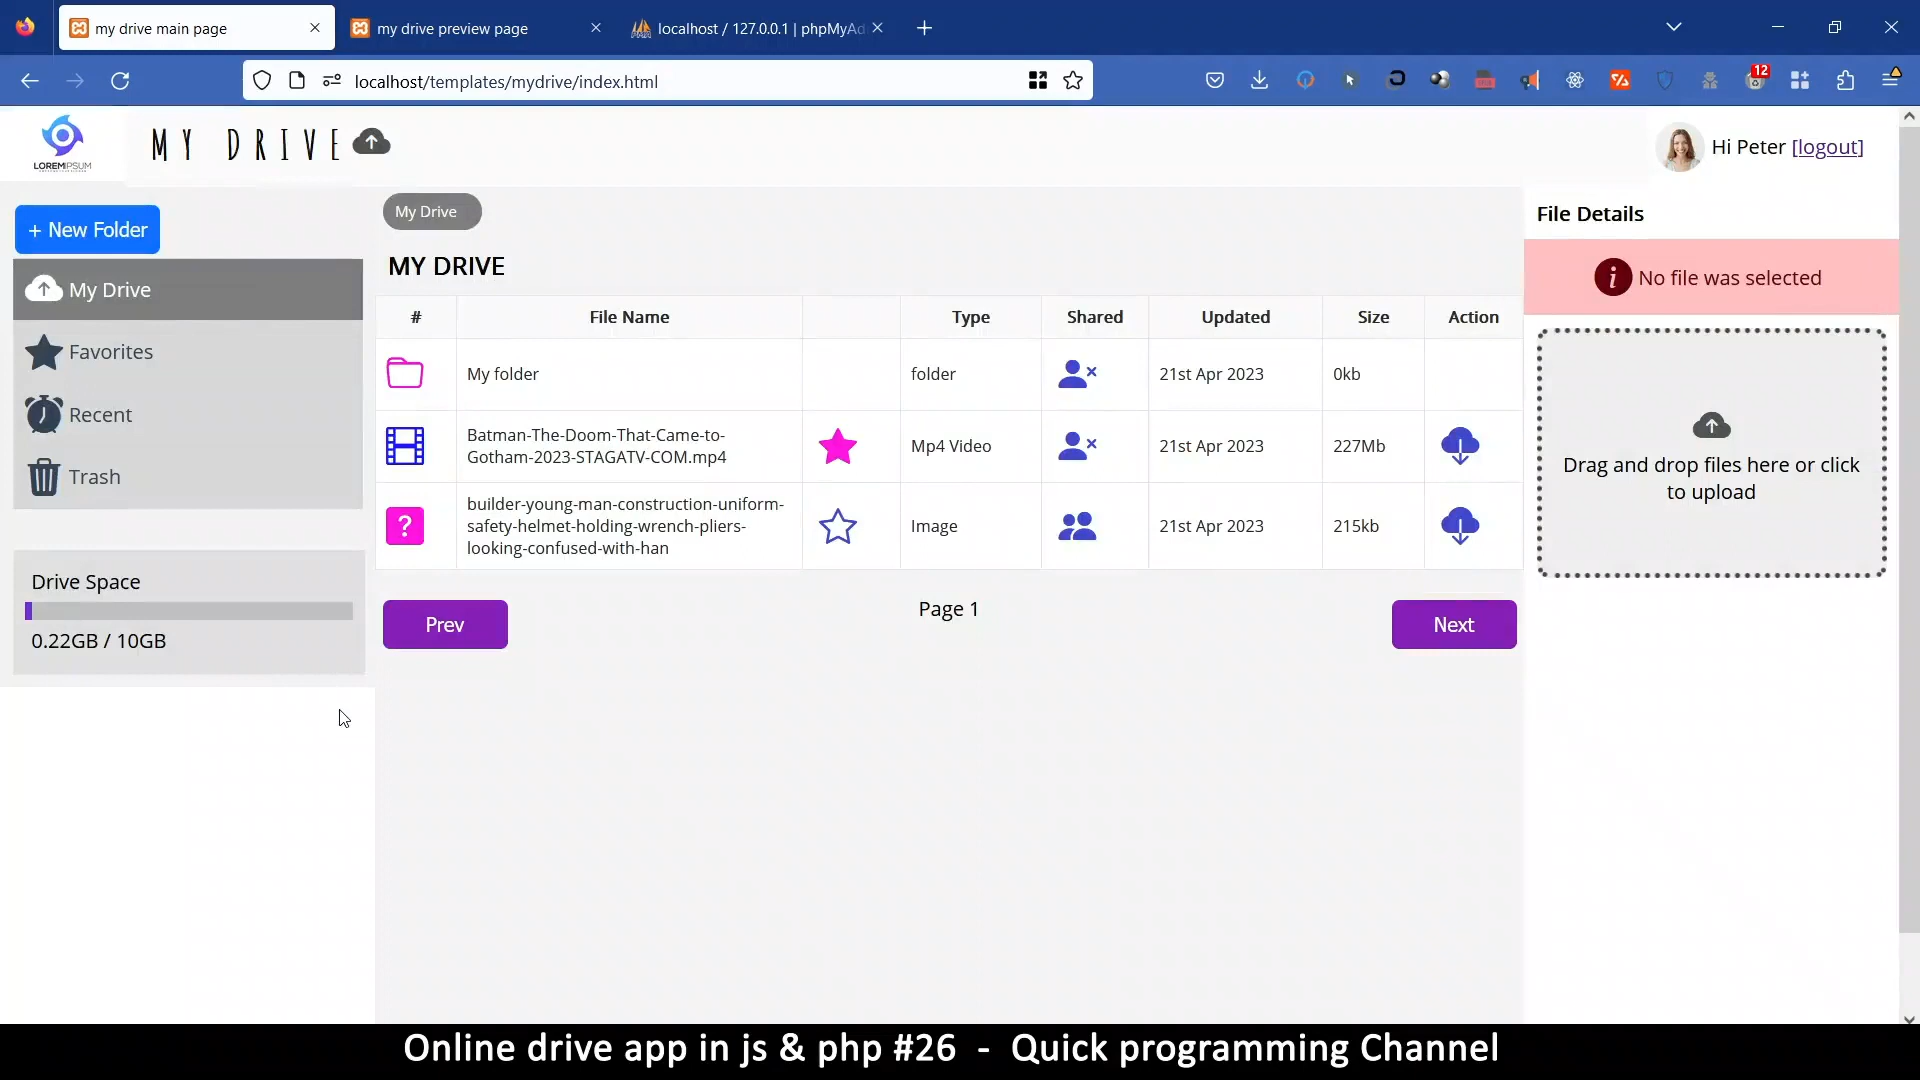 my drive main page
my drive preview page
localhost / 127.0.0.1 | phpMyAd
localhost/templates/mydrive/index.html
12
LOREMIPSUM
MY DRIVE
Hi Peter [logout]
+ New Folder
My Drive
Favorites
Recent
Trash
Drive Space
0.22GB / 10GB
My Drive
MY DRIVE
# File Name Type Shared Updated Size Action
My folder folder 21st Apr 2023 0kb
Batman-The-Doom-That-Came-to-
Gotham-2023-STAGATV-COM.mp4 Mp4 Video 21st Apr 2023 227Mb
builder-young-man-construction-uniform-
safety-helmet-holding-wrench-pliers-
looking-confused-with-han Image 21st Apr 2023 215kb
Prev Page 1 Next
File Details
No file was selected
Drag and drop files here or click
to upload
Online drive app in js & php #26 - Quick programming Channel